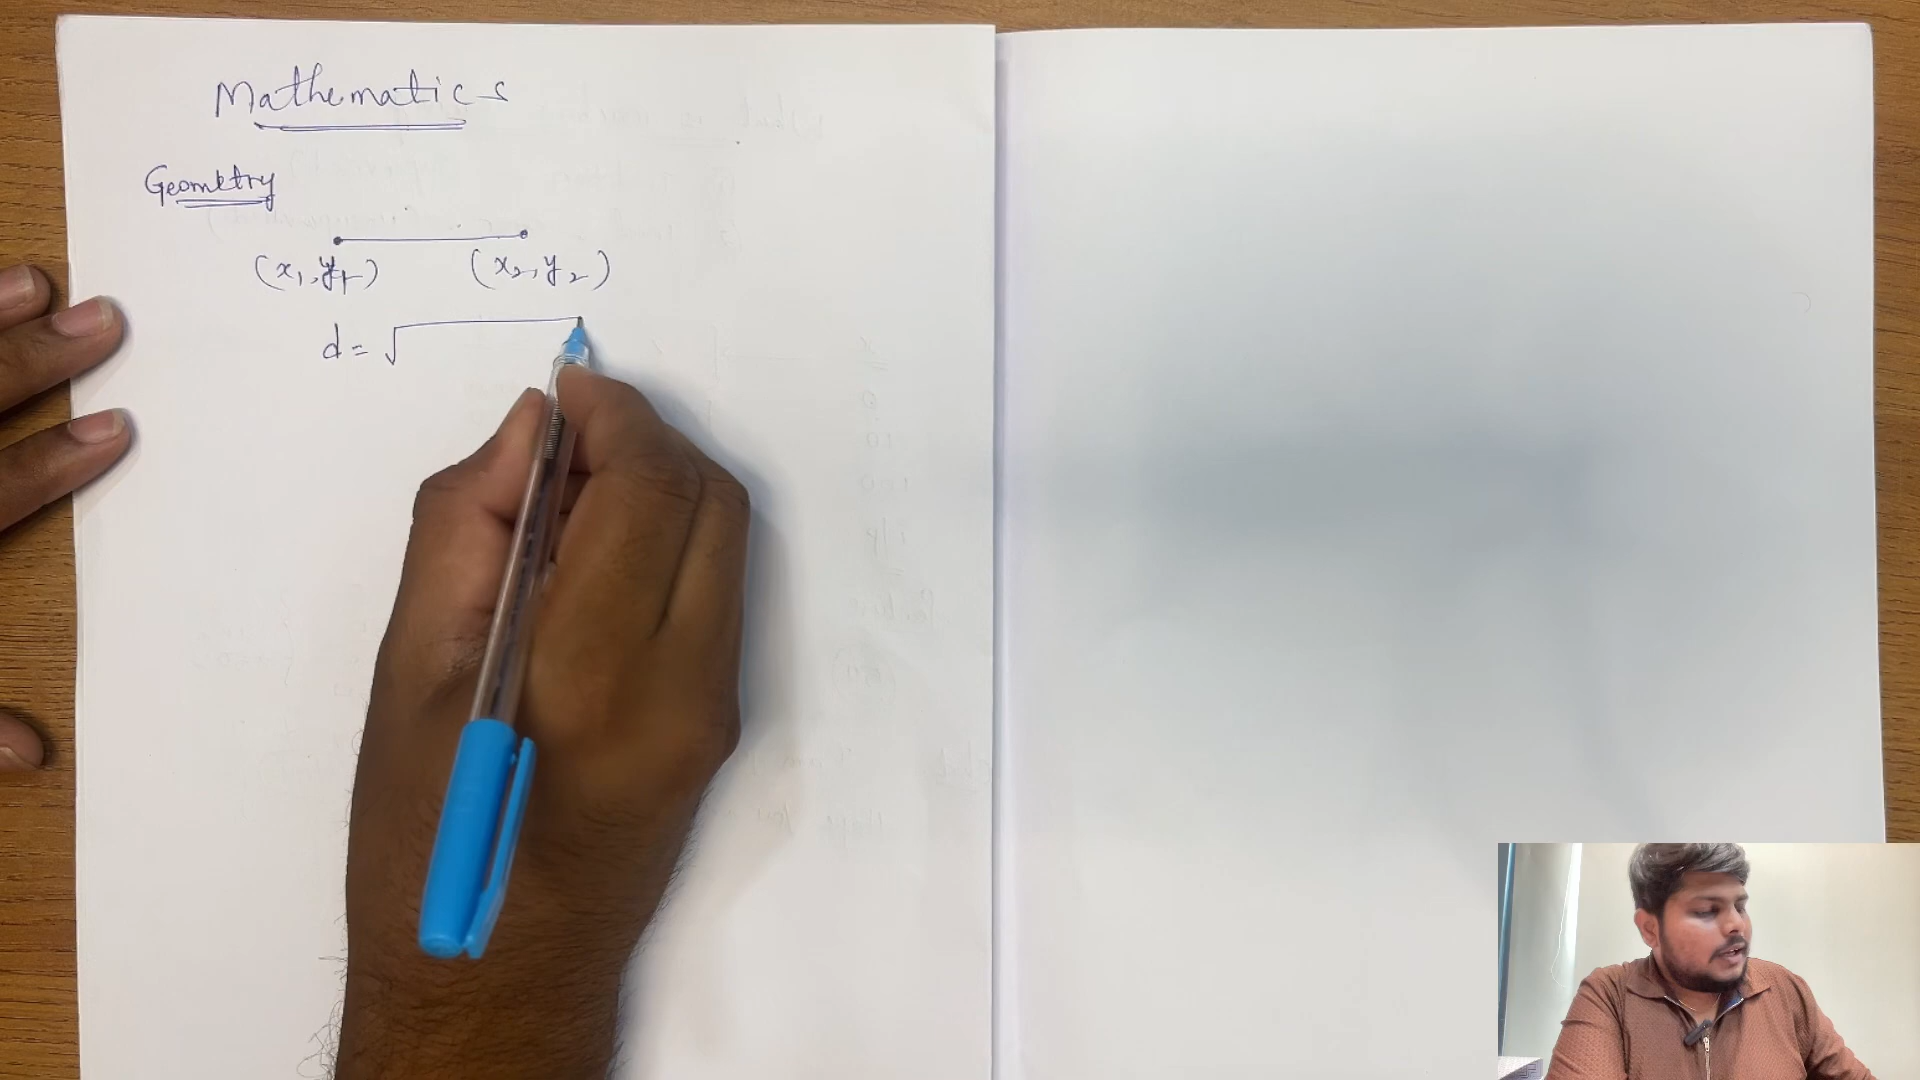 Mathematics
Geometry
(x₁, y₁) (x₂, y₂)
d = √